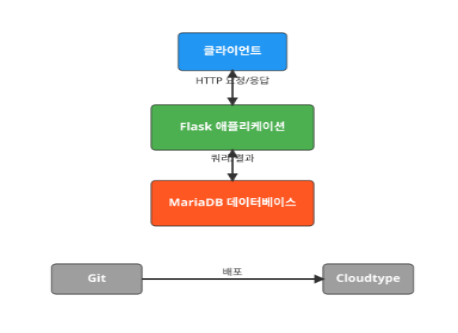 클라이언트
HTTP 요청/응답
Flask 애플리케이션
쿼리/결과
MariaDB 데이터베이스
Git
배포
Cloudtype